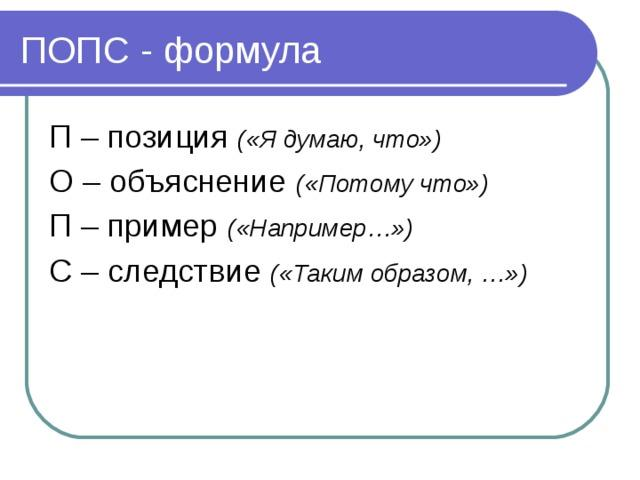 ПОПС - формула
П – позиция («Я думаю, что»)
О – объяснение («Потому что»)
П – пример («Например…»)
С – следствие («Таким образом, …»)